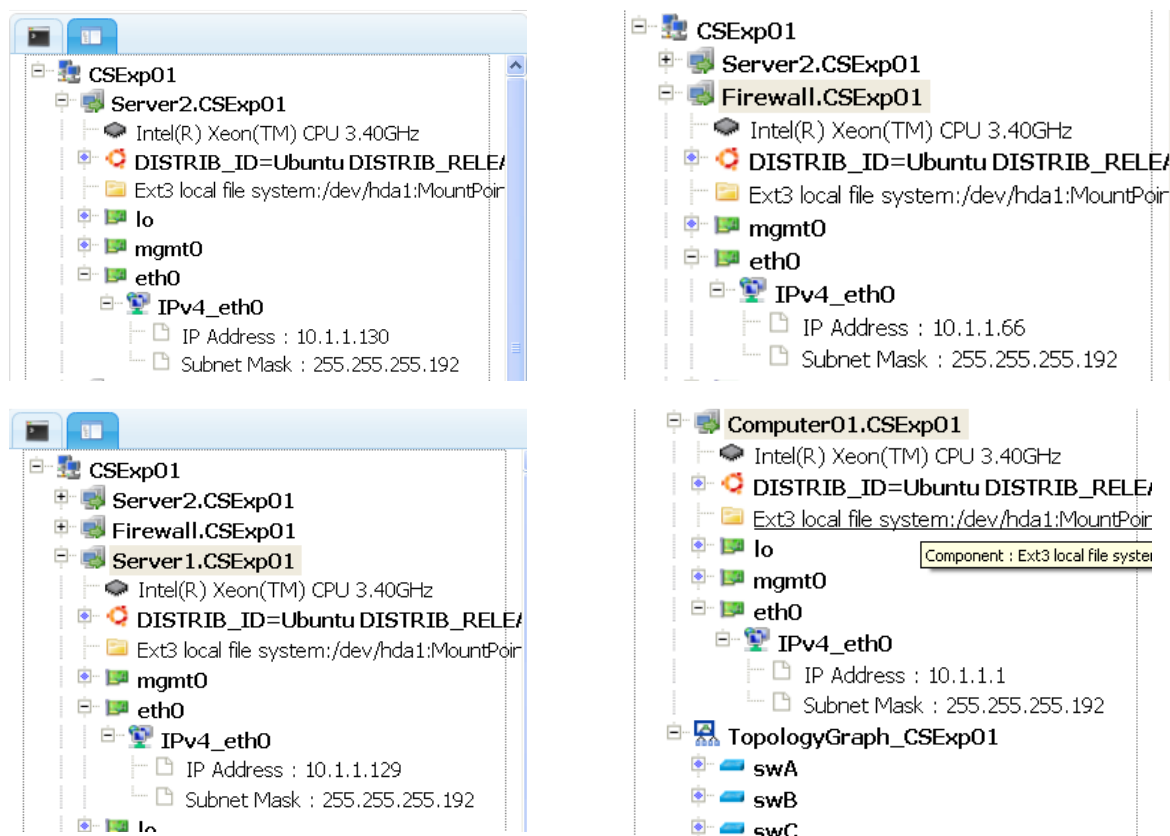 CSExp01
Server2.CSExp01
Intel(R) Xeon(TM) CPU 3.40GHz
DISTRIB_ID=Ubuntu DISTRIB_RELEA
Ext3 local file system:/dev/hda1:MountPoin
lo
mgmt0
eth0
IPv4_eth0
IP Address : 10.1.1.130
Subnet Mask : 255.255.255.192
CSExp01
Server2.CSExp01
Firewall.CSExp01
Intel(R) Xeon(TM) CPU 3.40GHz
DISTRIB_ID=Ubuntu DISTRIB_RELEA
Ext3 local file system:/dev/hda1:MountPoin
mgmt0
eth0
IPv4_eth0
IP Address : 10.1.1.66
Subnet Mask : 255.255.255.192
CSExp01
Server2.CSExp01
Firewall.CSExp01
Server1.CSExp01
Intel(R) Xeon(TM) CPU 3.40GHz
DISTRIB_ID=Ubuntu DISTRIB_RELEA
Ext3 local file system:/dev/hda1:MountPoin
mgmt0
eth0
IPv4_eth0
IP Address : 10.1.1.129
Subnet Mask : 255.255.255.192
lo
Computer01.CSExp01
Intel(R) Xeon(TM) CPU 3.40GHz
DISTRIB_ID=Ubuntu DISTRIB_RELEA
Ext3 local file system:/dev/hda1:MountPoin
lo
Component : Ext3 local file syste
mgmt0
eth0
IPv4_eth0
IP Address : 10.1.1.1
Subnet Mask : 255.255.255.192
TopologyGraph_CSExp01
swA
swB
swC